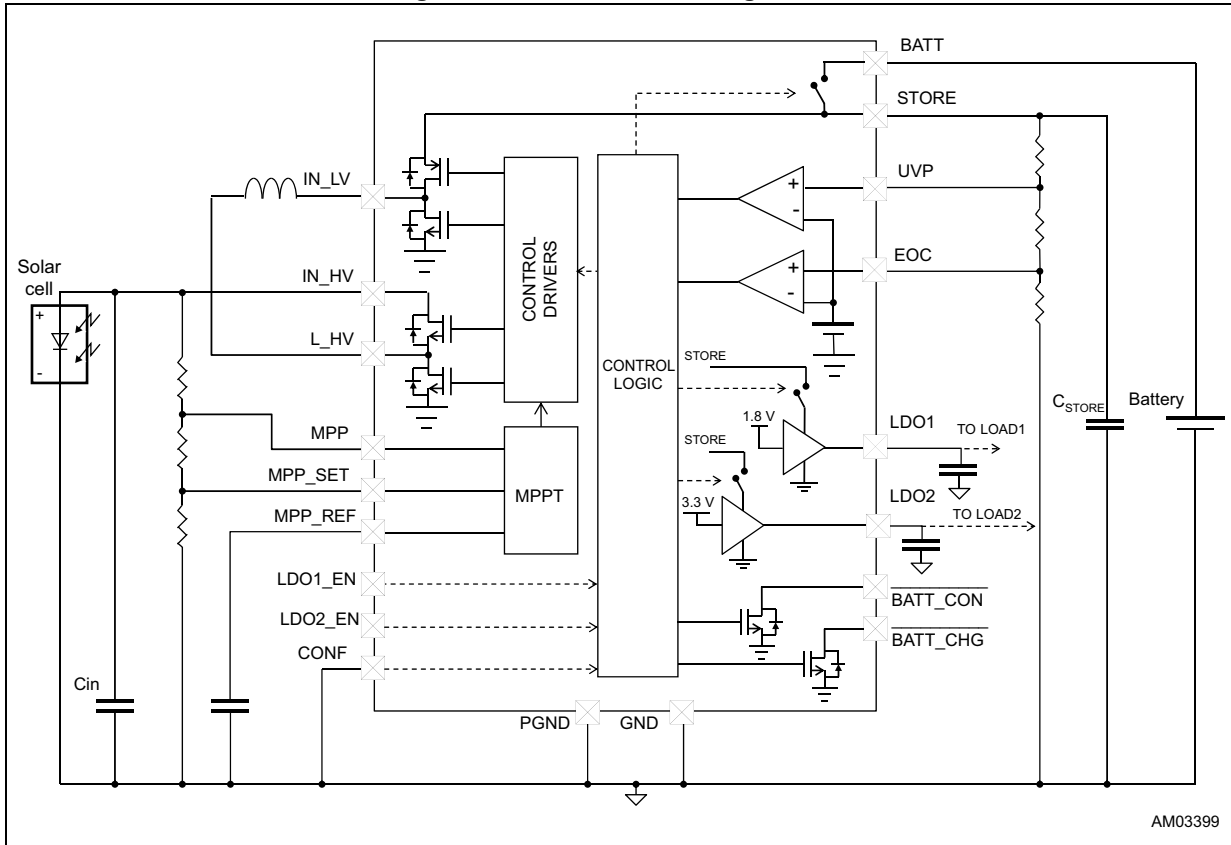 BATT
STORE
IN_LV
UVP
CONTROL
DRIVERS
EOC
Solar
cell
IN_HV
+
-
+
-
+
-
L_HV
CONTROL
LOGIC
STORE
1.8 V
LDO1
TO LOAD1
CSTORE
Battery
MPP
MPP_SET
MPPT
STORE
3.3 V
LDO2
TO LOAD2
MPP_REF
LDO1_EN
BATT_CON
LDO2_EN
BATT_CHG
CONF
Cin
PGND
GND
AM03399